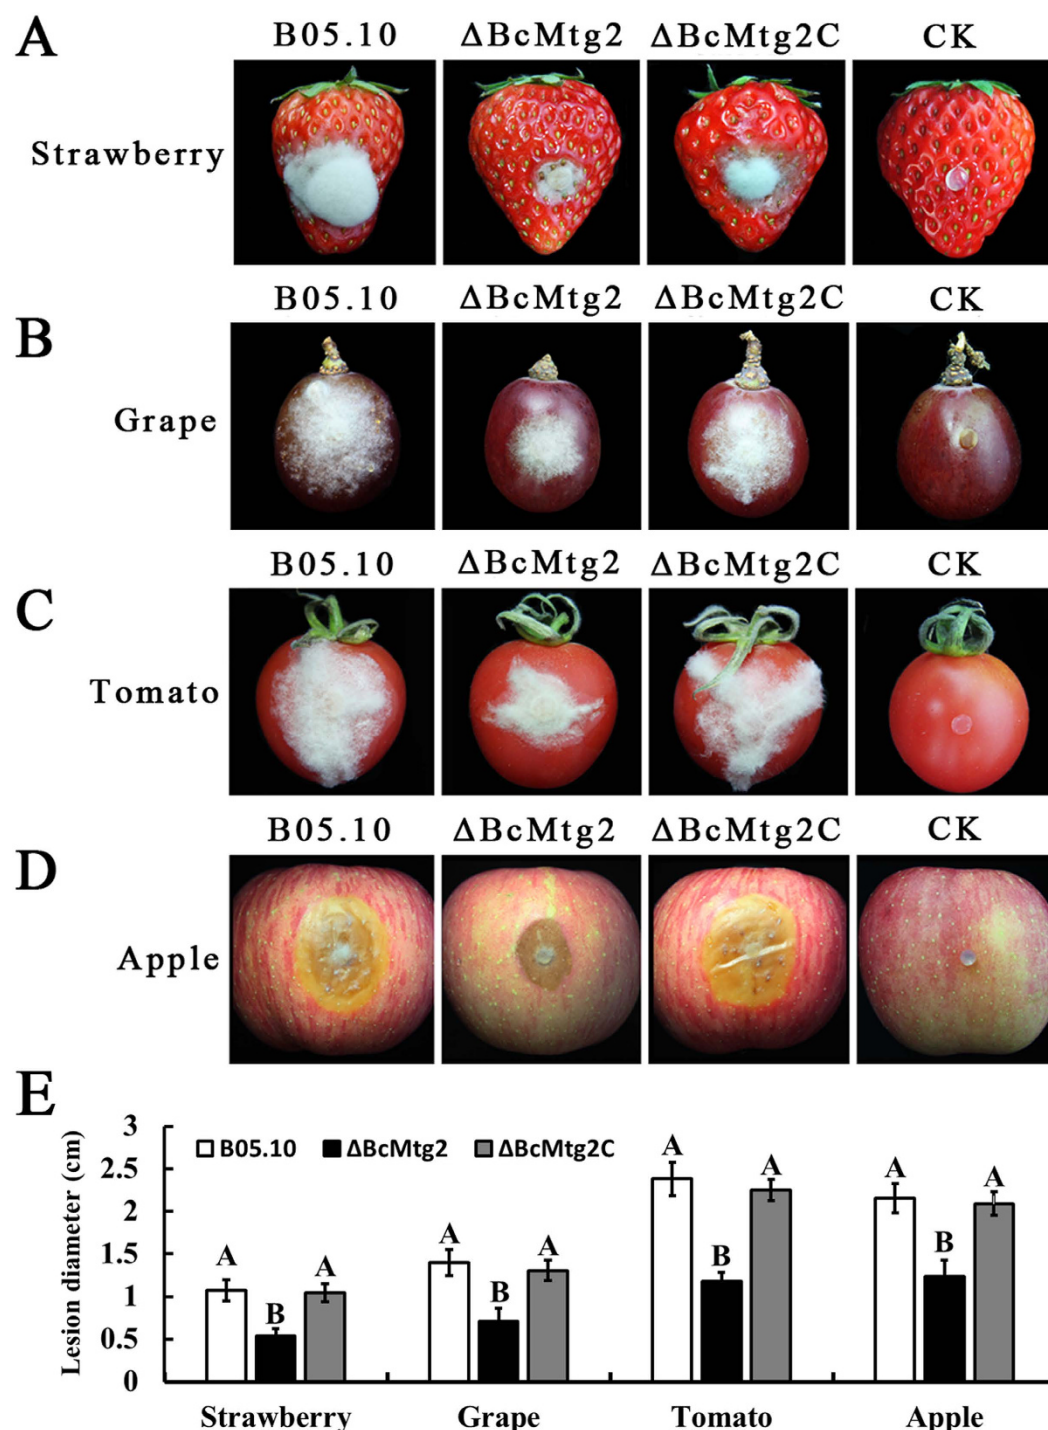 A
B05.10 ΔBcMtg2 ΔBcMtg2C CK
Strawberry
B
B05.10 ΔBcMtg2 ΔBcMtg2C CK
Grape
C
B05.10 ΔBcMtg2 ΔBcMtg2C CK
Tomato
D
B05.10 ΔBcMtg2 ΔBcMtg2C CK
Apple
E
Lesion diameter (cm)
3
2.5
2
1.5
1
0.5
0
B05.10 ΔBcMtg2 ΔBcMtg2C
A B A
A B A
A B A
A B A
Strawberry Grape Tomato Apple